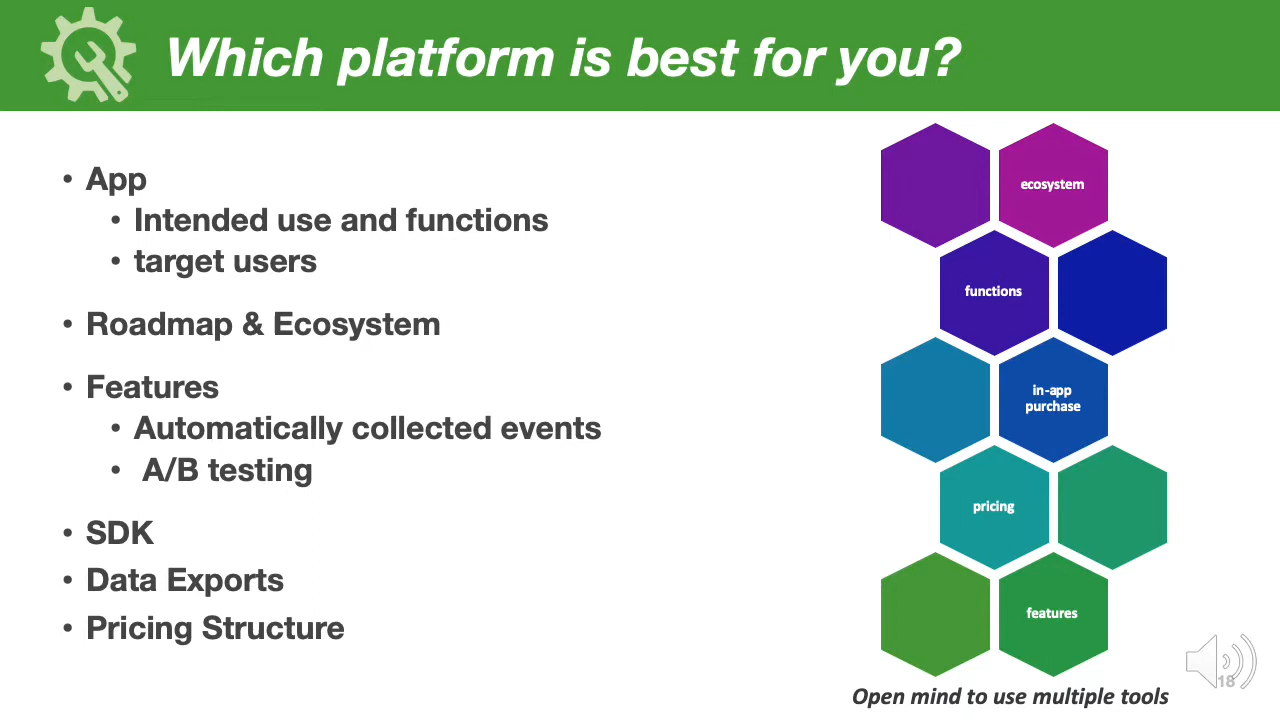 Which platform is best for you?
• App
• Intended use and functions
• target users
• Roadmap & Ecosystem
• Features
• Automatically collected events
• A/B testing
• SDK
• Data Exports
• Pricing Structure
ecosystem
functions
in-app
purchase
pricing
features
Open mind to use multiple tools
18